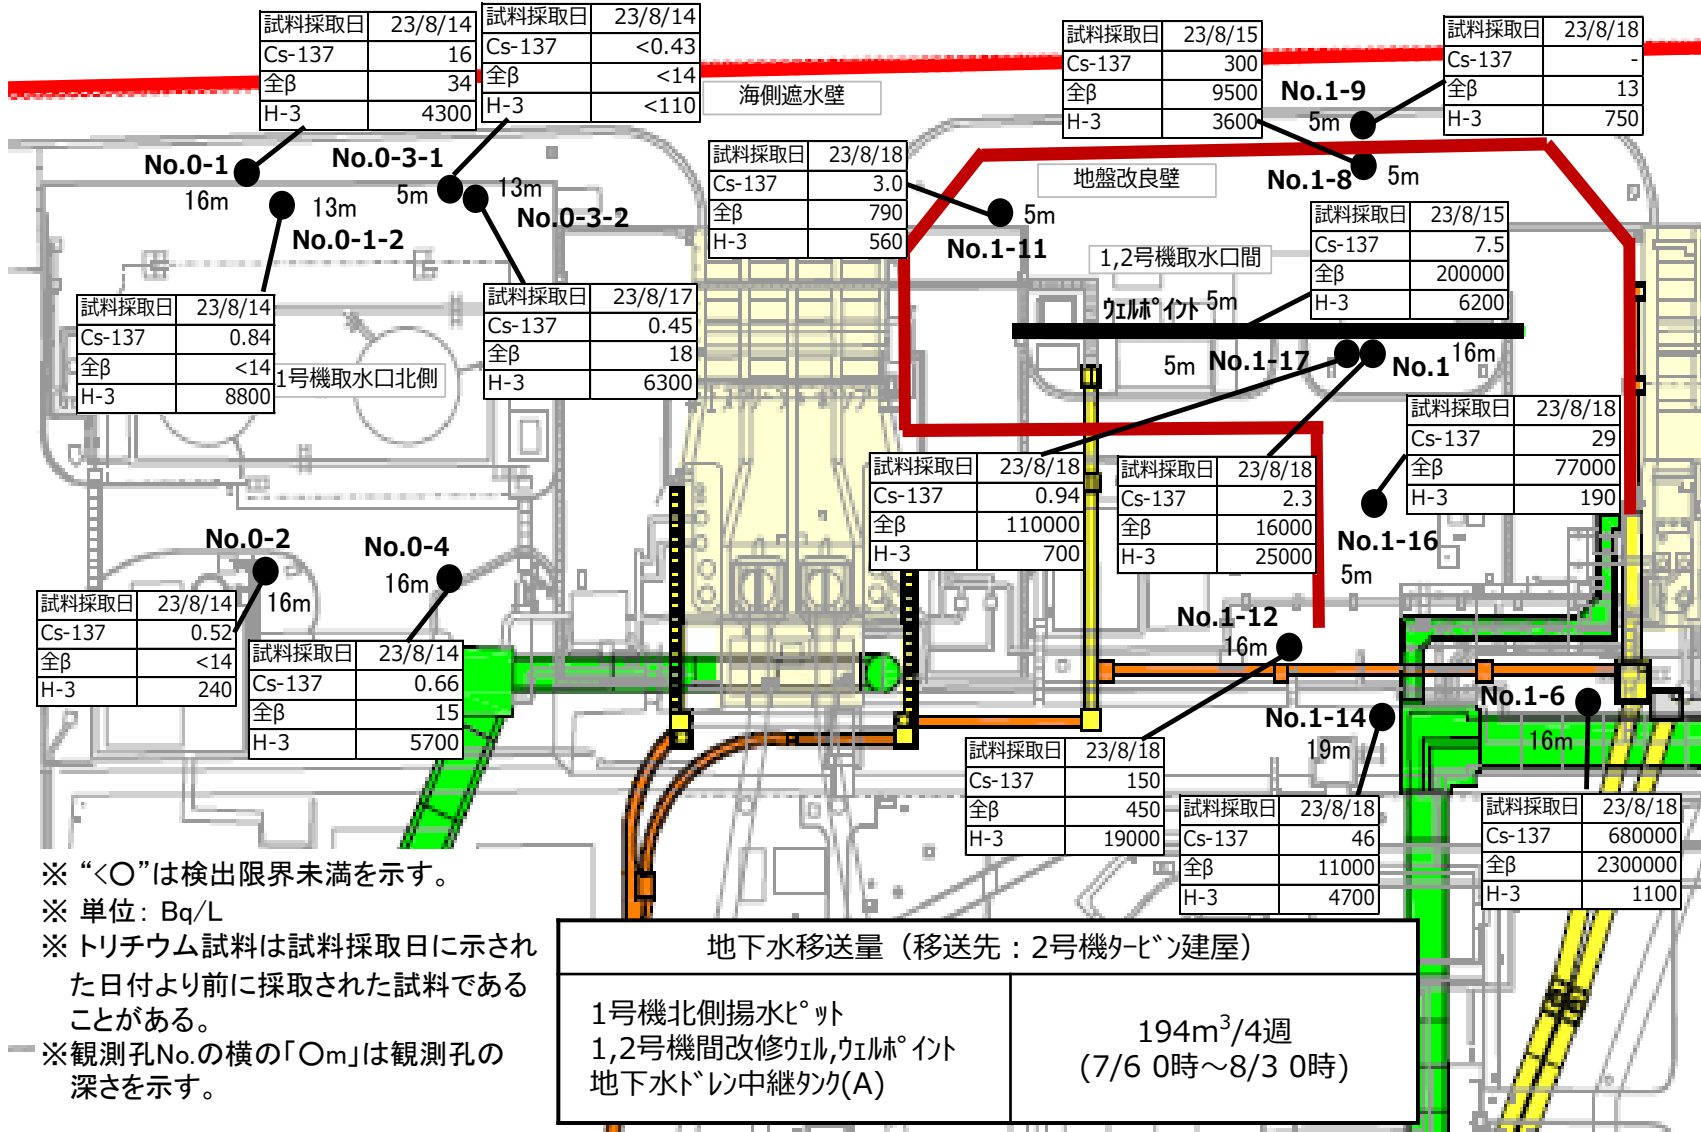 試料採取日 23/8/14
Cs-137 16
全β 34
H-3 4300
試料採取日 23/8/14
Cs-137 <0.43
全β <14
H-3 <110
海側遮水壁
試料採取日 23/8/15
Cs-137 300
全β 9500
H-3 3600
試料採取日 23/8/18
Cs-137 -
全β 13
H-3 750
No.1-9
5m
No.0-1
16m
No.0-3-1
5m
13m
No.0-3-2
13m
No.0-1-2
試料採取日 23/8/18
Cs-137 3.0
全β 790
H-3 560
5m
No.1-11
地盤改良壁
No.1-8 5m
1,2号機取水口間
試料採取日 23/8/15
Cs-137 7.5
全β 200000
H-3 6200
ウェルポイント 5m
試料採取日 23/8/14
Cs-137 0.84
全β <14
H-3 8800
1号機取水口北側
試料採取日 23/8/17
Cs-137 0.45
全β 18
H-3 6300
5m No.1-17
No.1 16m
試料採取日 23/8/18
Cs-137 29
全β 77000
H-3 190
試料採取日 23/8/18
Cs-137 0.94
全β 110000
H-3 700
試料採取日 23/8/18
Cs-137 2.3
全β 16000
H-3 25000
No.1-16
5m
No.0-2
16m
No.0-4
16m
試料採取日 23/8/14
Cs-137 0.52
全β <14
H-3 240
試料採取日 23/8/14
Cs-137 0.66
全β 15
H-3 5700
No.1-12
16m
No.1-14
19m
No.1-6
16m
試料採取日 23/8/18
Cs-137 150
全β 450
H-3 19000
試料採取日 23/8/18
Cs-137 46
全β 11000
H-3 4700
試料採取日 23/8/18
Cs-137 680000
全β 2300000
H-3 1100
※ “<○”は検出限界未満を示す。
※ 単位: Bq/L
※ トリチウム試料は試料採取日に示され
た日付より前に採取された試料である
ことがある。
※観測孔No.の横の「○m」は観測孔の
深さを示す。
地下水移送量（移送先：2号機タービン建屋）
1号機北側揚水ピット
1,2号機間改修ウェル,ウェルポイント
地下水ドレン中継タンク(A)
194m³/4週
(7/6 0時～8/3 0時)